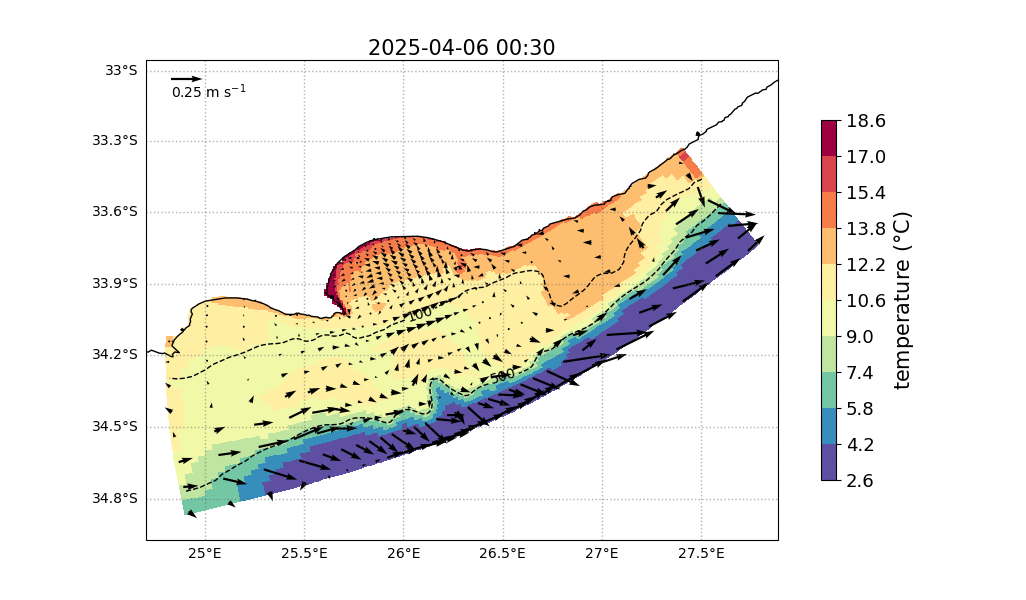 2025-04-06 00:30
33°S
33.3°S
33.6°S
33.9°S
34.2°S
34.5°S
34.8°S
0.25 m s⁻¹
100
500
25°E
25.5°E
26°E
26.5°E
27°E
27.5°E
18.6
17.0
15.4
13.8
12.2
10.6
9.0
7.4
5.8
4.2
2.6
temperature (°C)